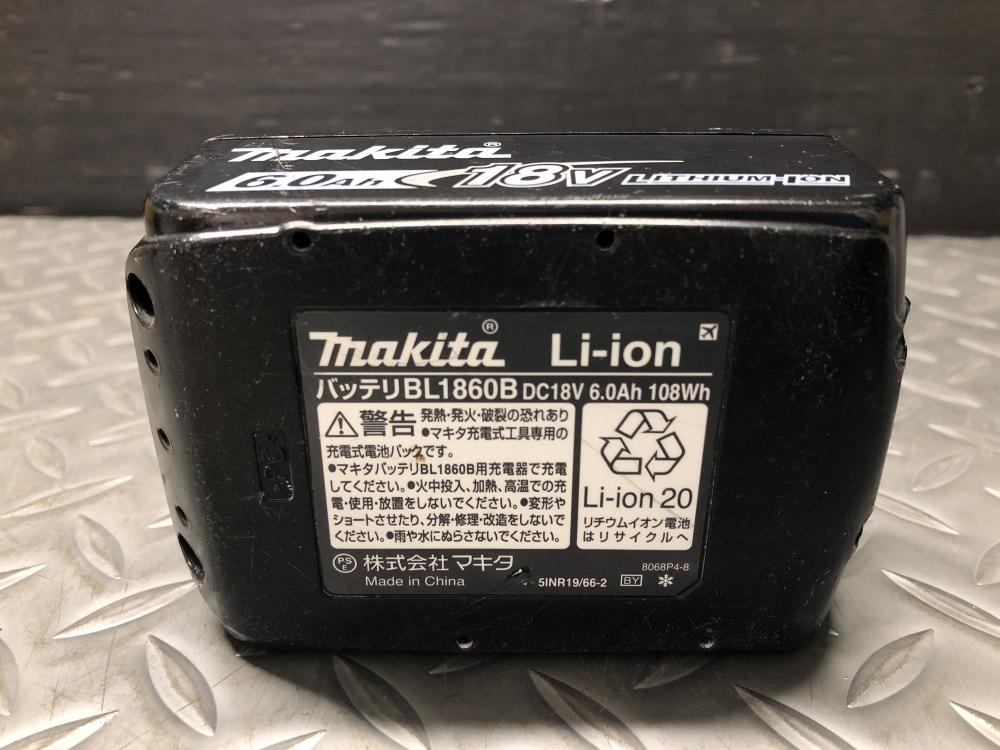 makita®
6.0Ah 18V LITHIUM-ION
makita® Li-ion
バッテリBL1860B DC18V 6.0Ah 108Wh
警告 発熱・発火・破裂の恐れあり
●マキタ充電式工具専用の
充電式電池パックです。
●マキタバッテリBL1860B用充電器で充電
してください。●火中投入、加熱、高温での充
電・使用・放置をしないでください。●変形や
ショートさせたり、分解・修理・改造をしないで
ください。●雨や水にぬらさないでください。
Li-ion 20
リチウムイオン電池
はリサイクルへ
PSE 株式会社マキタ
8068P4-8
Made in China
5INR19/66-2 BY
>PC<